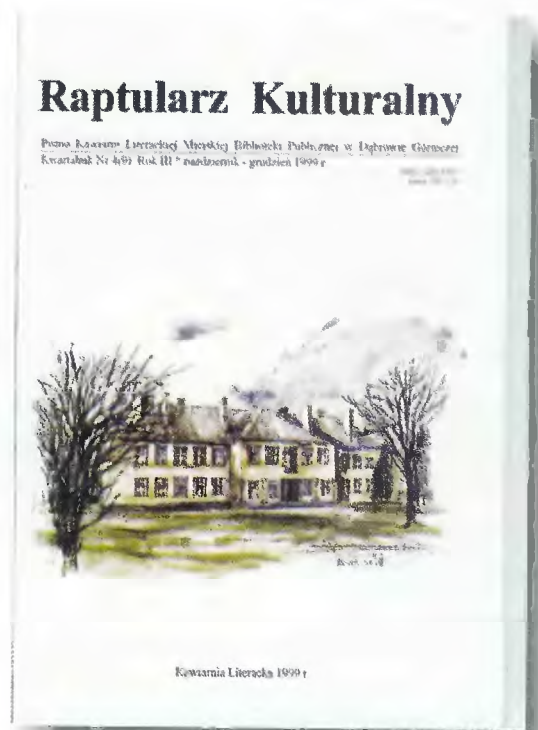 Raptularz Kulturalny
Pismo Kawiarni Literackiej Miejskiej Biblioteki Publicznej w Dąbrowie Górniczej
Kwartalnik Nr 4(9) Rok III * październik - grudzień 1999 r
Kawiarnia Literacka 1999 r